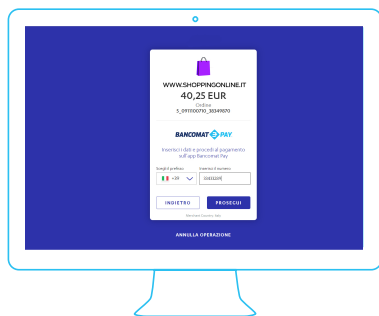 WWW.SHOPPINGONLINE.IT
40,25 EUR
Ordine
S_0911100710_38349870
BANCOMAT PAY
Inserisci i dati e procedi al pagamento
sull'app Bancomat Pay
Scegli il prefisso
Inserisci il numero
+39
INDIETRO
PROSEGUI
ANNULLA OPERAZIONE